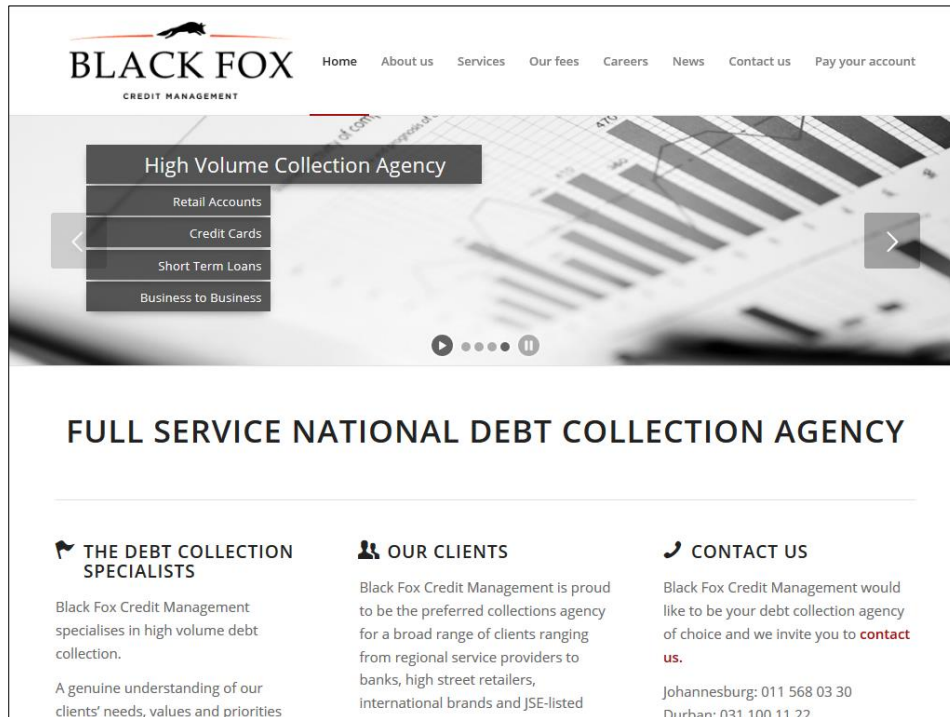 BLACK FOX
CREDIT MANAGEMENT
Home About us Services Our fees Careers News Contact us Pay your account
High Volume Collection Agency
Retail Accounts
Credit Cards
Short Term Loans
Business to Business
470
FULL SERVICE NATIONAL DEBT COLLECTION AGENCY
THE DEBT COLLECTION
SPECIALISTS
Black Fox Credit Management
specialises in high volume debt
collection.
A genuine understanding of our
clients' needs, values and priorities
OUR CLIENTS
Black Fox Credit Management is proud
to be the preferred collections agency
for a broad range of clients ranging
from regional service providers to
banks, high street retailers,
international brands and JSE-listed
CONTACT US
Black Fox Credit Management would
like to be your debt collection agency
of choice and we invite you to contact
us.
Johannesburg: 011 568 03 30
Durban: 031 100 11 22